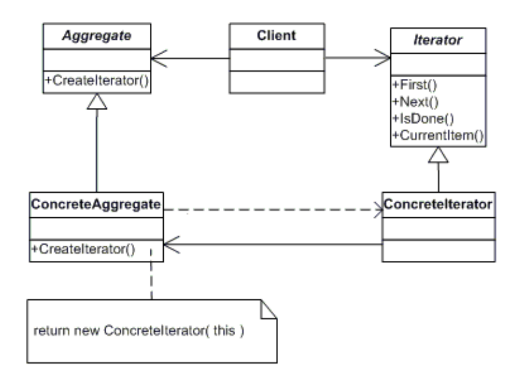 Aggregate
+CreateIterator()
Client
Iterator
+First()
+Next()
+IsDone()
+CurrentItem()
ConcreteAggregate
+CreateIterator()
ConcreteIterator
return new ConcreteIterator( this )